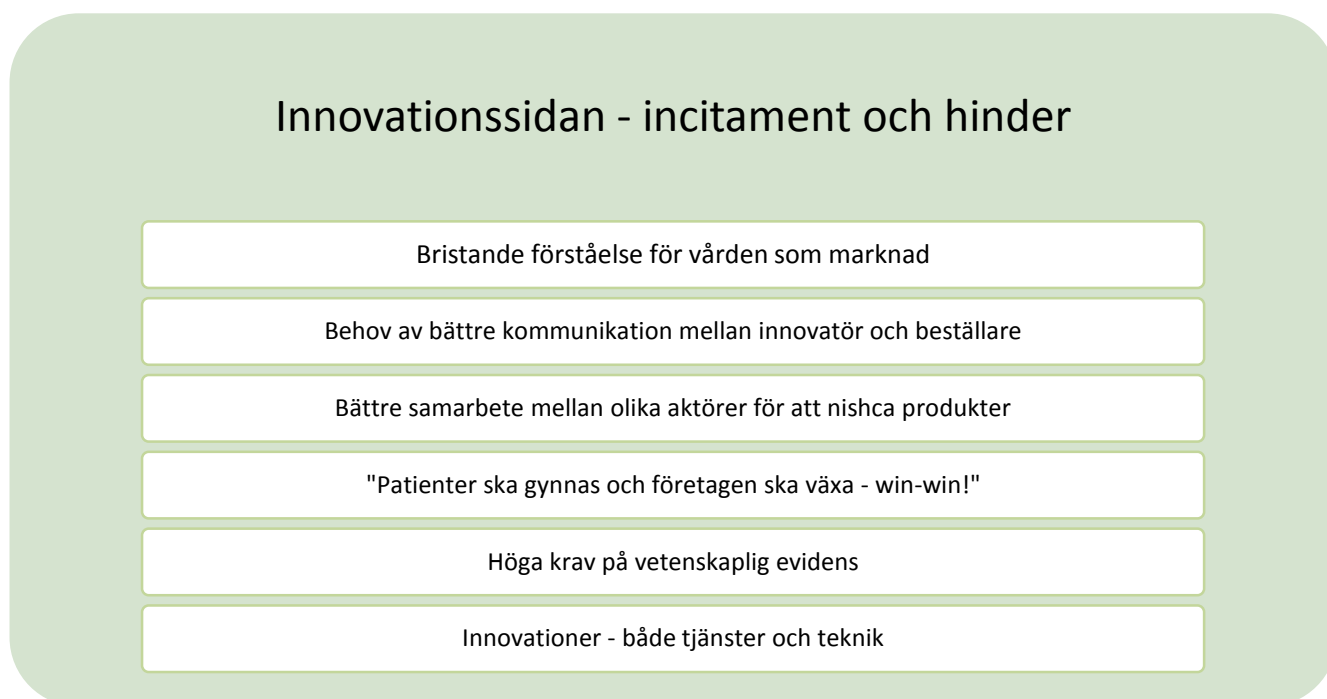 Innovationssidan - incitament och hinder
Bristande förståelse för vården som marknad
Behov av bättre kommunikation mellan innovatör och beställare
Bättre samarbete mellan olika aktörer för att nishca produkter
"Patienter ska gynnas och företagen ska växa - win-win!"
Höga krav på vetenskaplig evidens
Innovationer - både tjänster och teknik